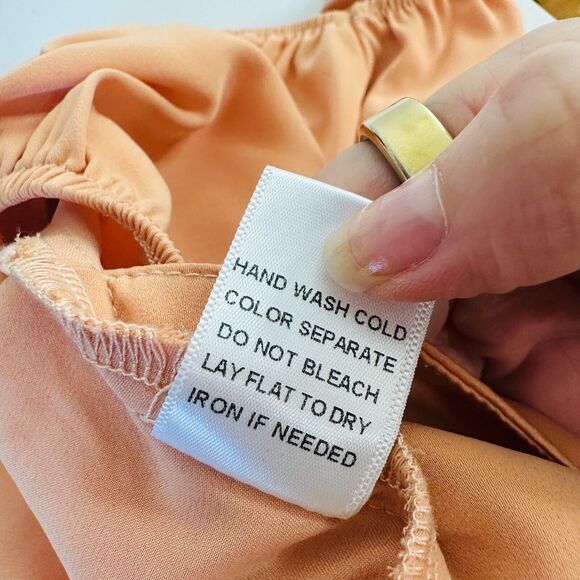 HAND WASH COLD
COLOR SEPARATE
DO NOT BLEACH
LAY FLAT TO DRY
IRON IF NEEDED